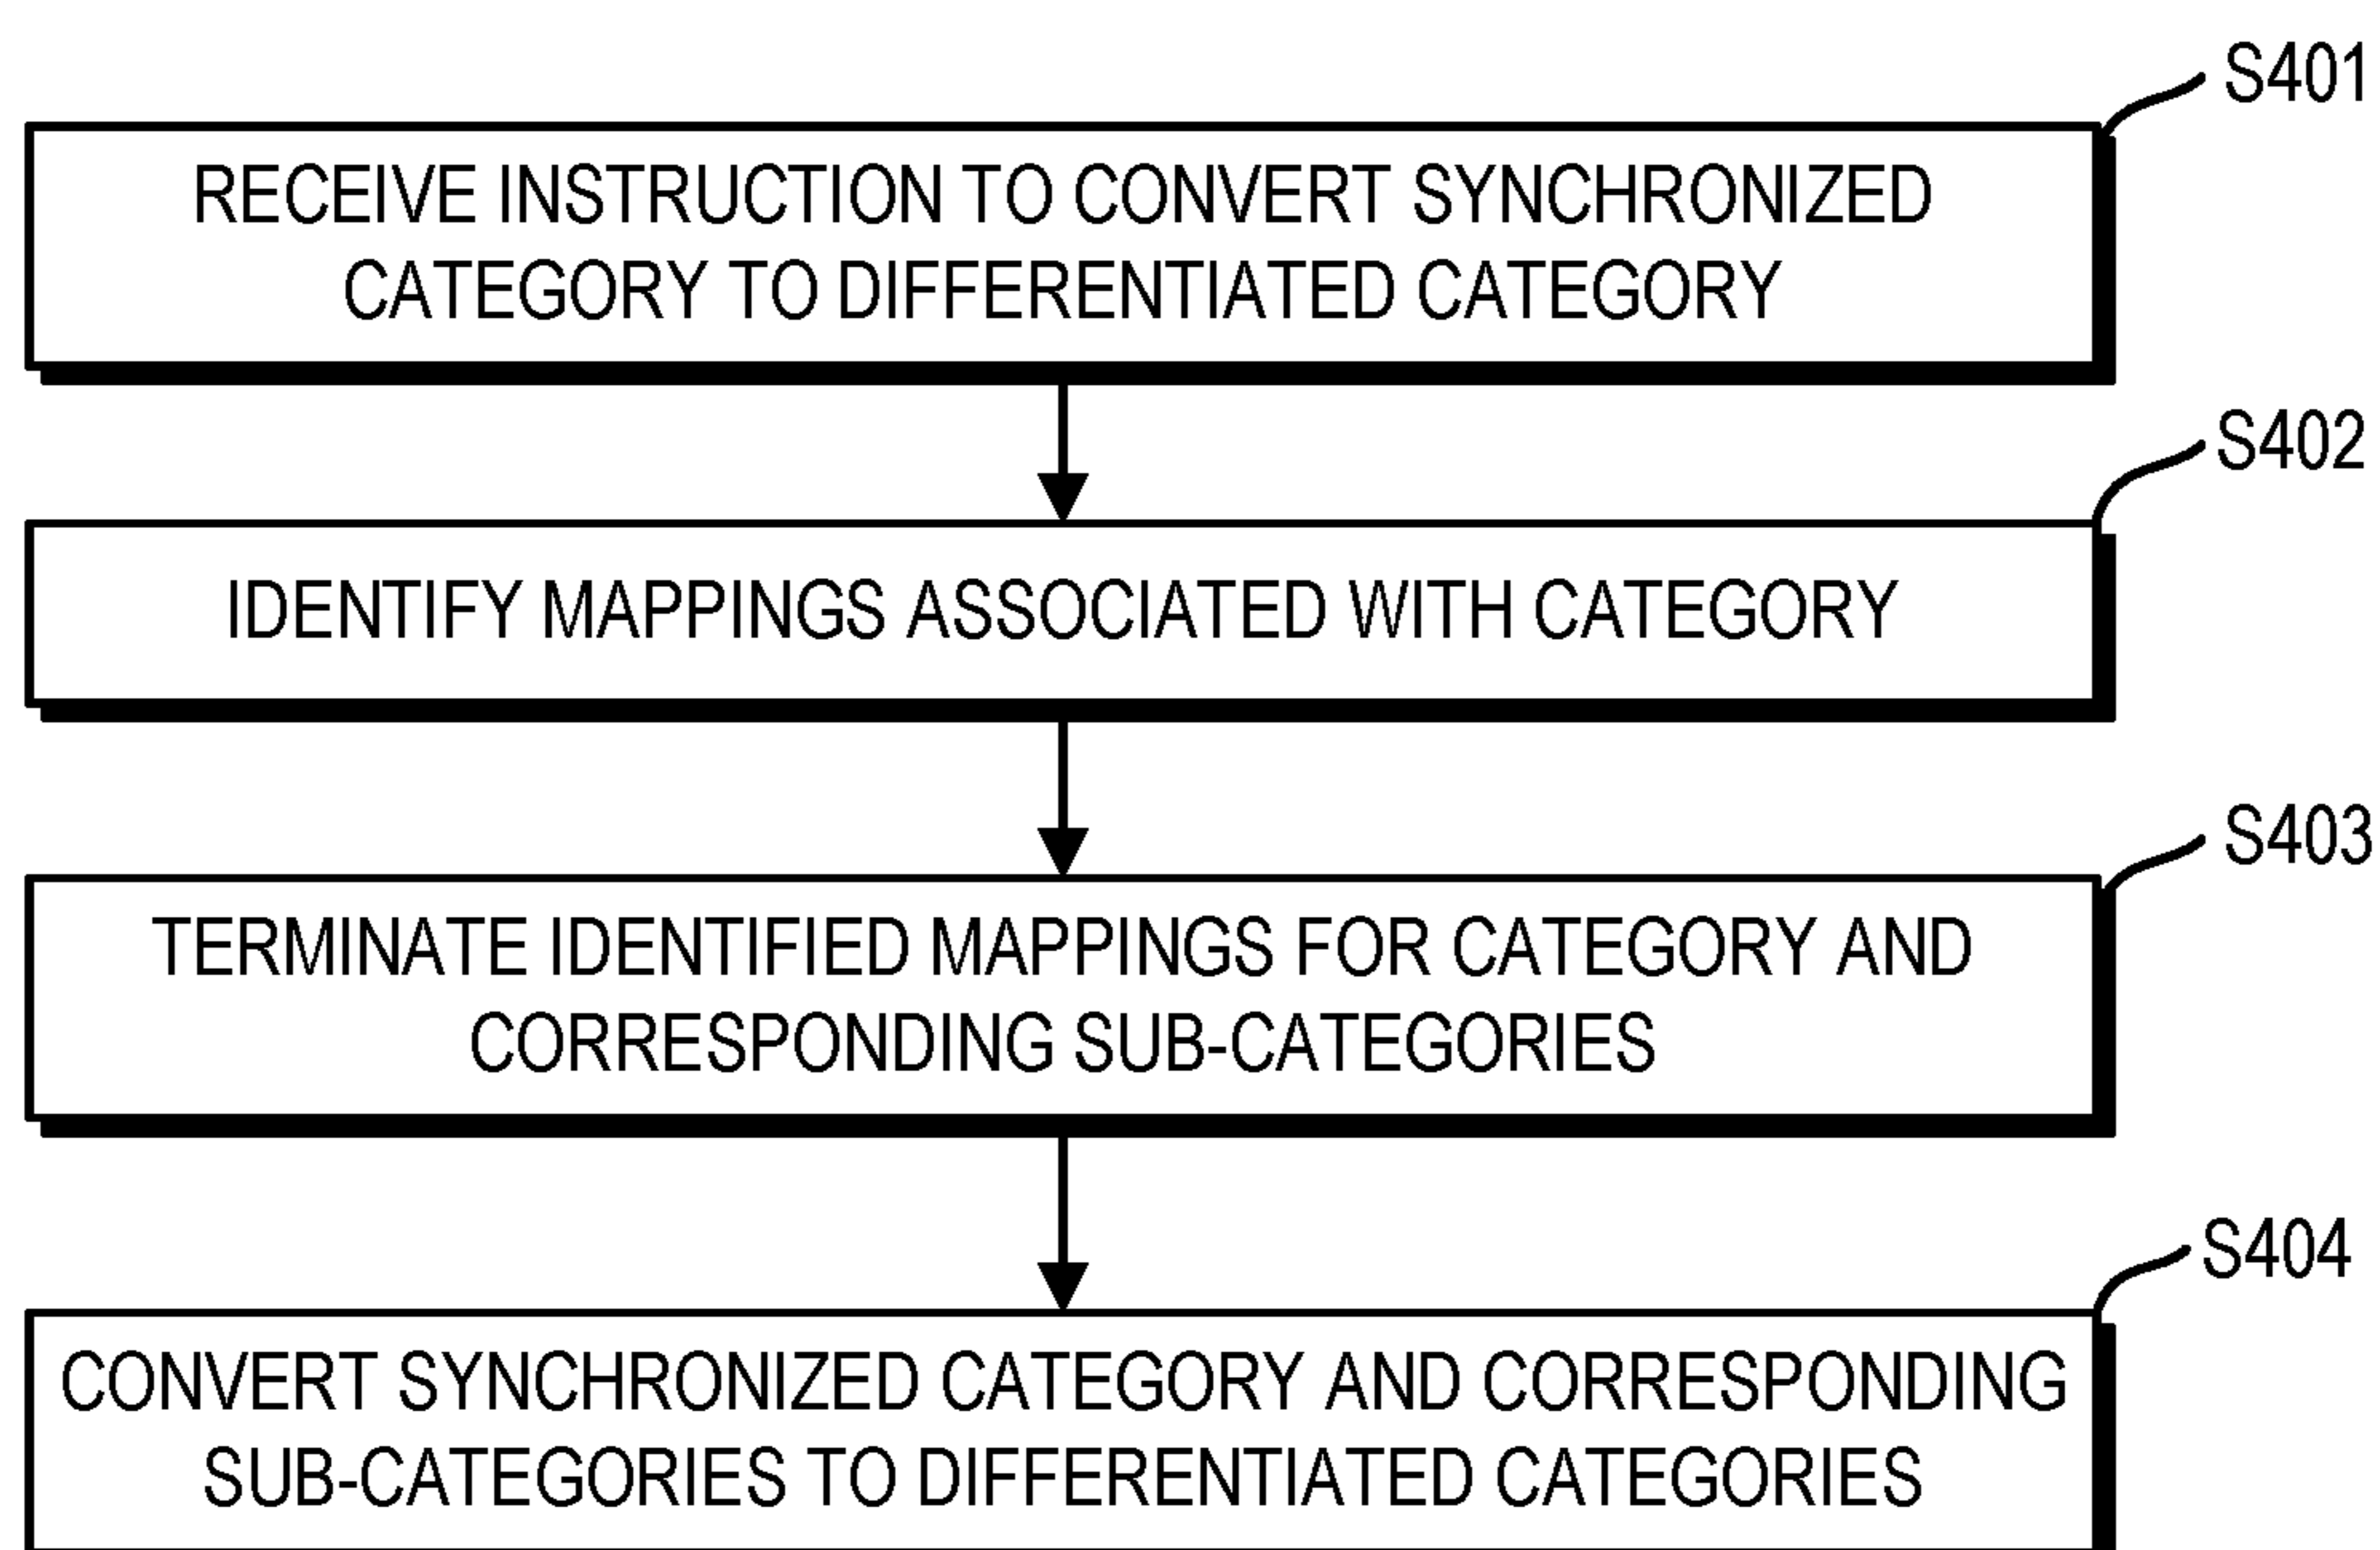 S401
RECEIVE INSTRUCTION TO CONVERT SYNCHRONIZED
CATEGORY TO DIFFERENTIATED CATEGORY
S402
IDENTIFY MAPPINGS ASSOCIATED WITH CATEGORY
S403
TERMINATE IDENTIFIED MAPPINGS FOR CATEGORY AND
CORRESPONDING SUB-CATEGORIES
S404
CONVERT SYNCHRONIZED CATEGORY AND CORRESPONDING
SUB-CATEGORIES TO DIFFERENTIATED CATEGORIES